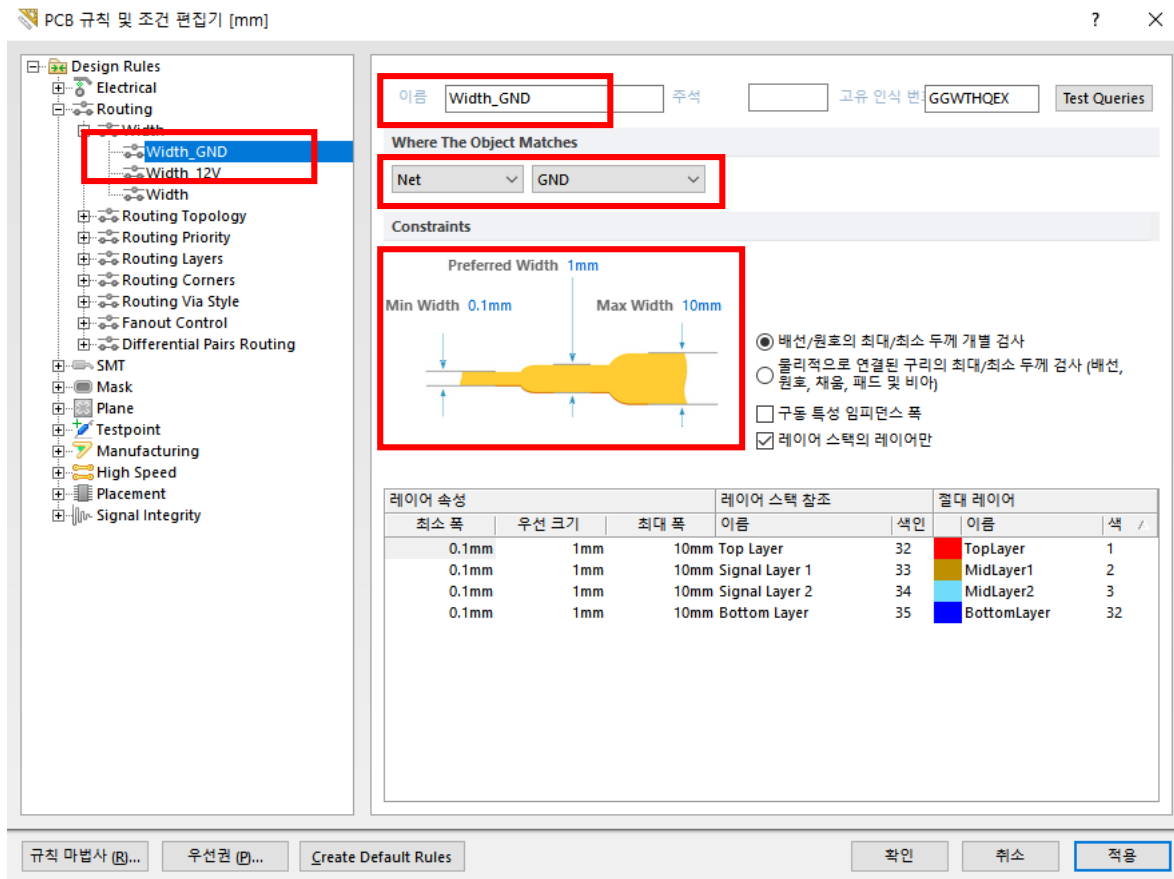 PCB 규칙 및 조건 편집기 [mm]
?
Design Rules
Electrical
Routing
Width
Width_GND
Width_12V
Width
Routing Topology
Routing Priority
Routing Layers
Routing Corners
Routing Via Style
Fanout Control
Differential Pairs Routing
SMT
Mask
Plane
Testpoint
Manufacturing
High Speed
Placement
Signal Integrity
이름 Width_GND 주석 고유 인식 번 GGWTHQEX Test Queries
Where The Object Matches
Net GND
Constraints
Preferred Width 1mm
Min Width 0.1mm Max Width 10mm
배선/원호의 최대/최소 두께 개별 검사
물리적으로 연결된 구리의 최대/최소 두께 검사 (배선,
원호, 채움, 패드 및 비아)
구동 특성 임피던스 폭
레이어 스택의 레이어만
레이어 속성 레이어 스택 참조 절대 레이어
최소 폭 우선 크기 최대 폭 이름 색인 이름 색
0.1mm 1mm 10mm Top Layer 32 TopLayer 1
0.1mm 1mm 10mm Signal Layer 1 33 MidLayer1 2
0.1mm 1mm 10mm Signal Layer 2 34 MidLayer2 3
0.1mm 1mm 10mm Bottom Layer 35 BottomLayer 32
규칙 마법사 (R)... 우선권 (P)... Create Default Rules 확인 취소 적용